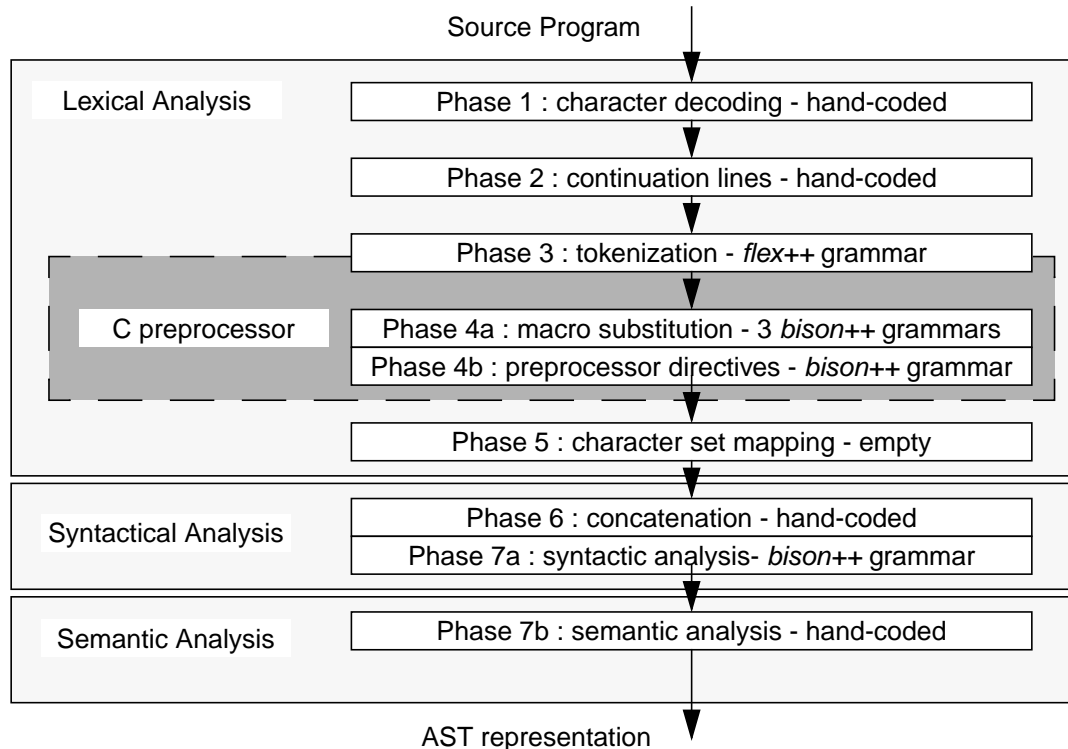 Source Program
Lexical Analysis
Phase 1 : character decoding - hand-coded
Phase 2 : continuation lines - hand-coded
Phase 3 : tokenization - flex++ grammar
C preprocessor
Phase 4a : macro substitution - 3 bison++ grammars
Phase 4b : preprocessor directives - bison++ grammar
Phase 5 : character set mapping - empty
Syntactical Analysis
Phase 6 : concatenation - hand-coded
Phase 7a : syntactic analysis- bison++ grammar
Semantic Analysis
Phase 7b : semantic analysis - hand-coded
AST representation